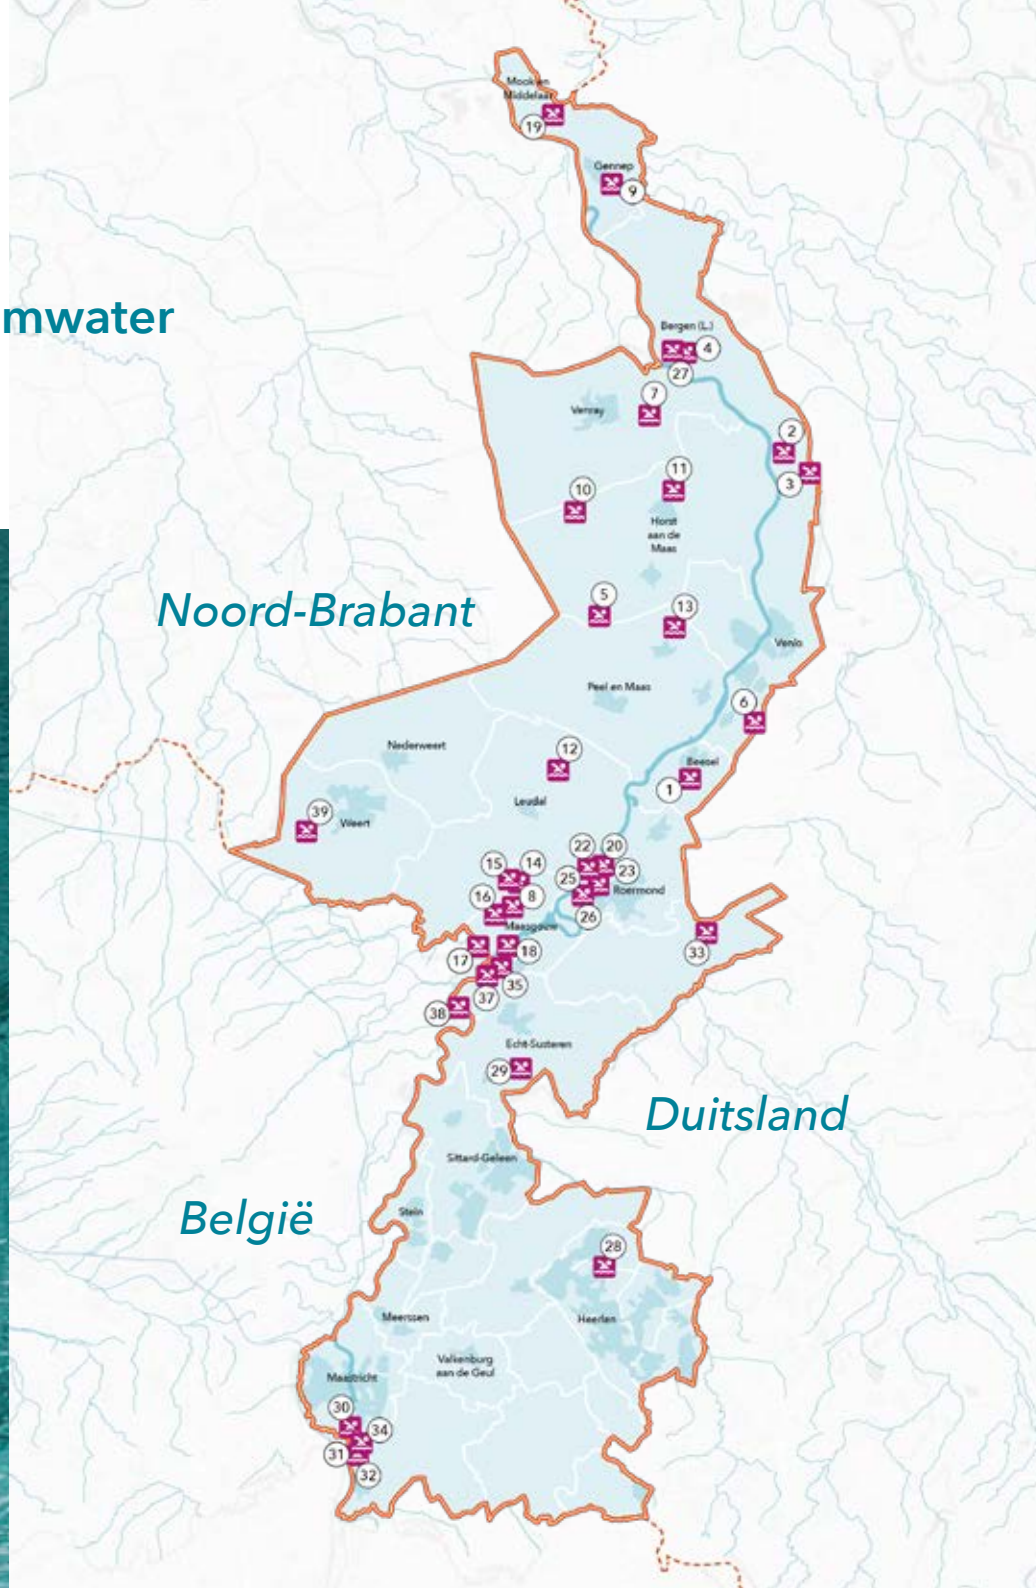 Mook en
Middelaar
19
Gennep
9
mwater
Bergen (L.)
4
27
7
Venray
2
11
3
10
Horst
aan de
Maas
Noord-Brabant
5
13
Venlo
Peel en Maas
6
Nederweert
12
Beesel
1
Leudal
39
Weert
22
20
15
14
23
25
Roermond
16
8
26
Maasgouw
18
33
17
35
37
38
Echt-Susteren
29
Duitsland
Sittard-Geleen
België
Stein
28
Meerssen
Heerlen
Valkenburg
aan de Geul
Maastricht
30
34
31
32